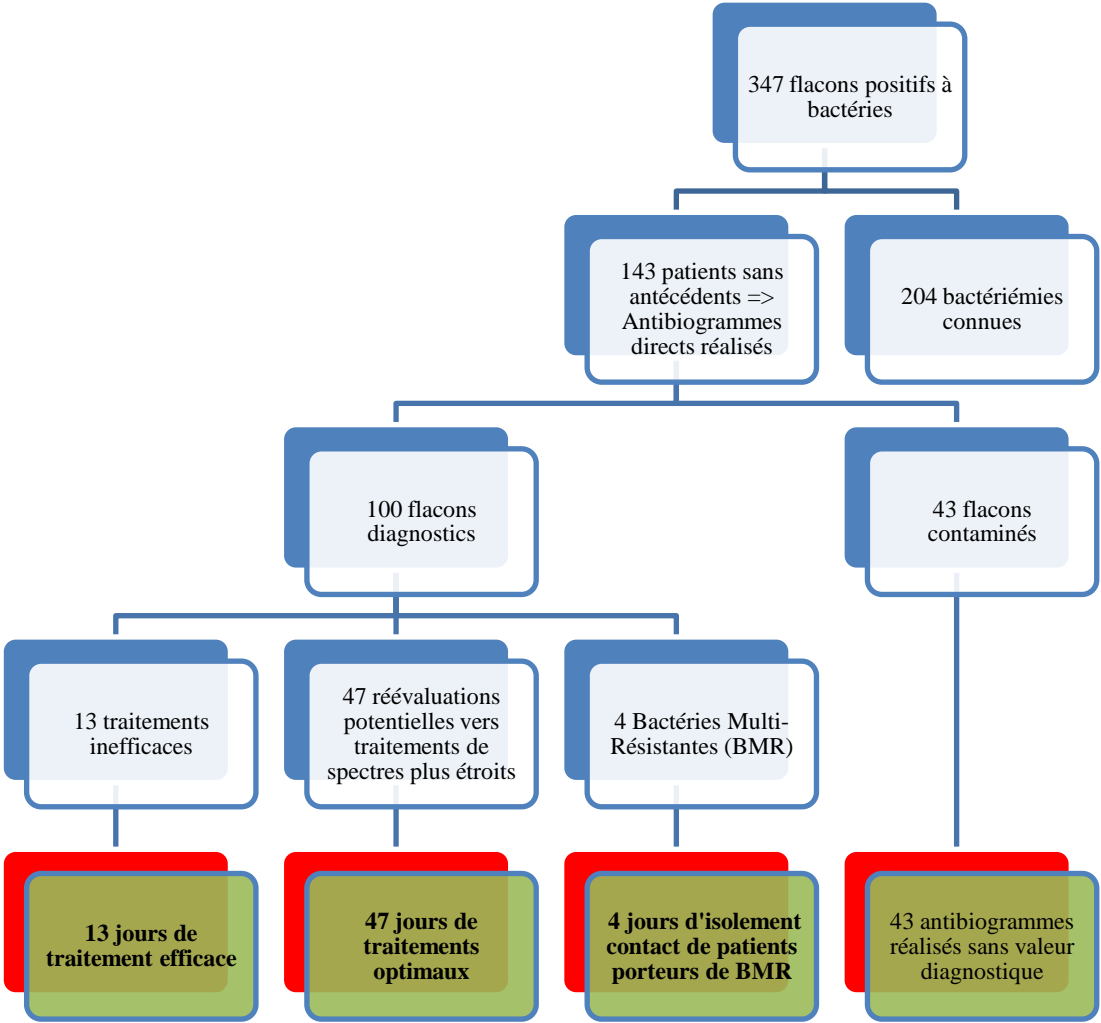 347 flacons positifs à
bactéries
143 patients sans
antécédents =>
Antibiogrammes
directs réalisés
204 bactériémies
connues
100 flacons
diagnostics
43 flacons
contaminés
13 traitements
inefficaces
47 réévaluations
potentielles vers
traitements de
spectres plus étroits
4 Bactéries Multi-
Résistantes (BMR)
13 jours de
traitement efficace
47 jours de
traitements
optimaux
4 jours d'isolement
contact de patients
porteurs de BMR
43 antibiogrammes
réalisés sans valeur
diagnostique